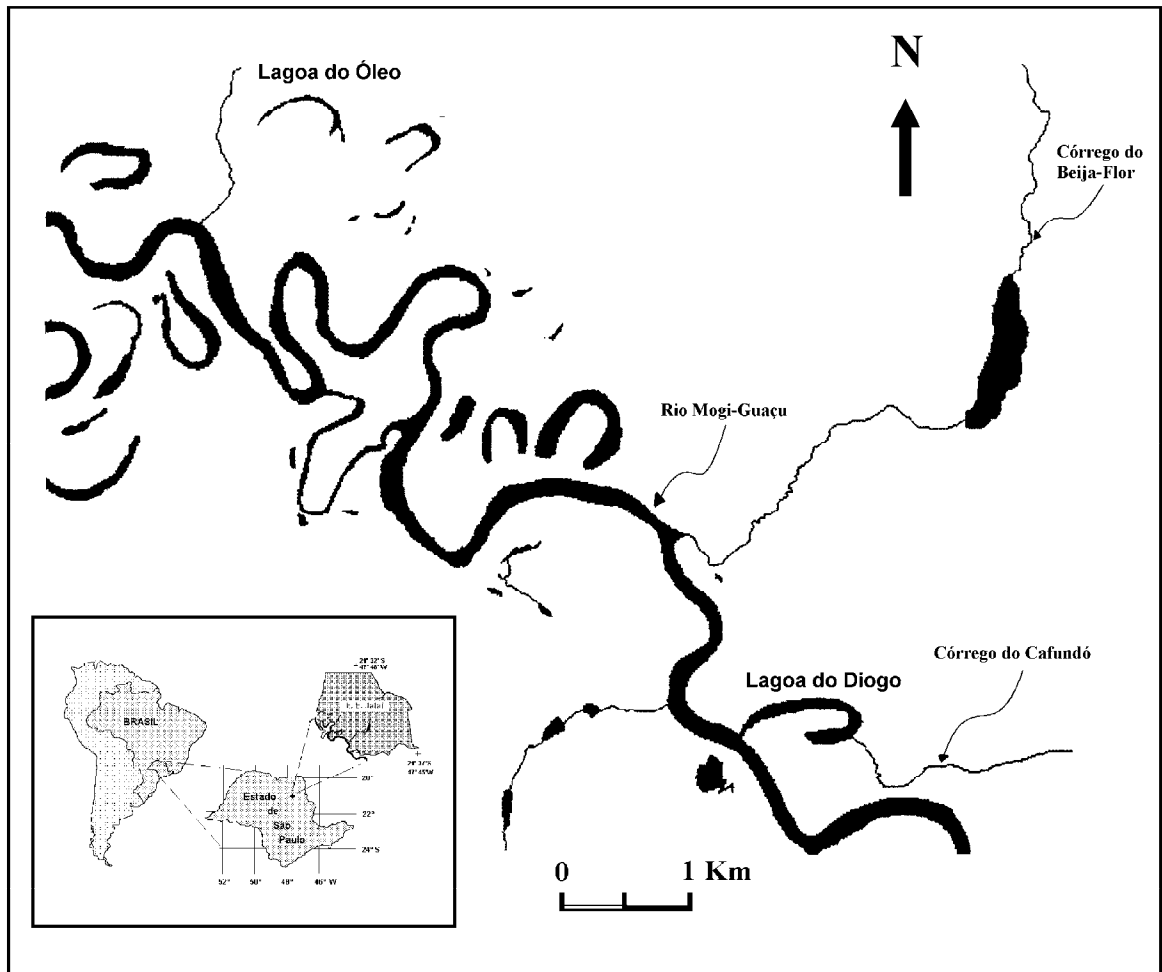 Lagoa do Óleo
N
Córrego do
Beija-Flor
Rio Mogi-Guaçu
Córrego do Cafundó
Lagoa do Diogo
0 1 Km
BRASIL
Estado
de
São
Paulo
20°
22°
24° S
52°
50°
48°
46° W